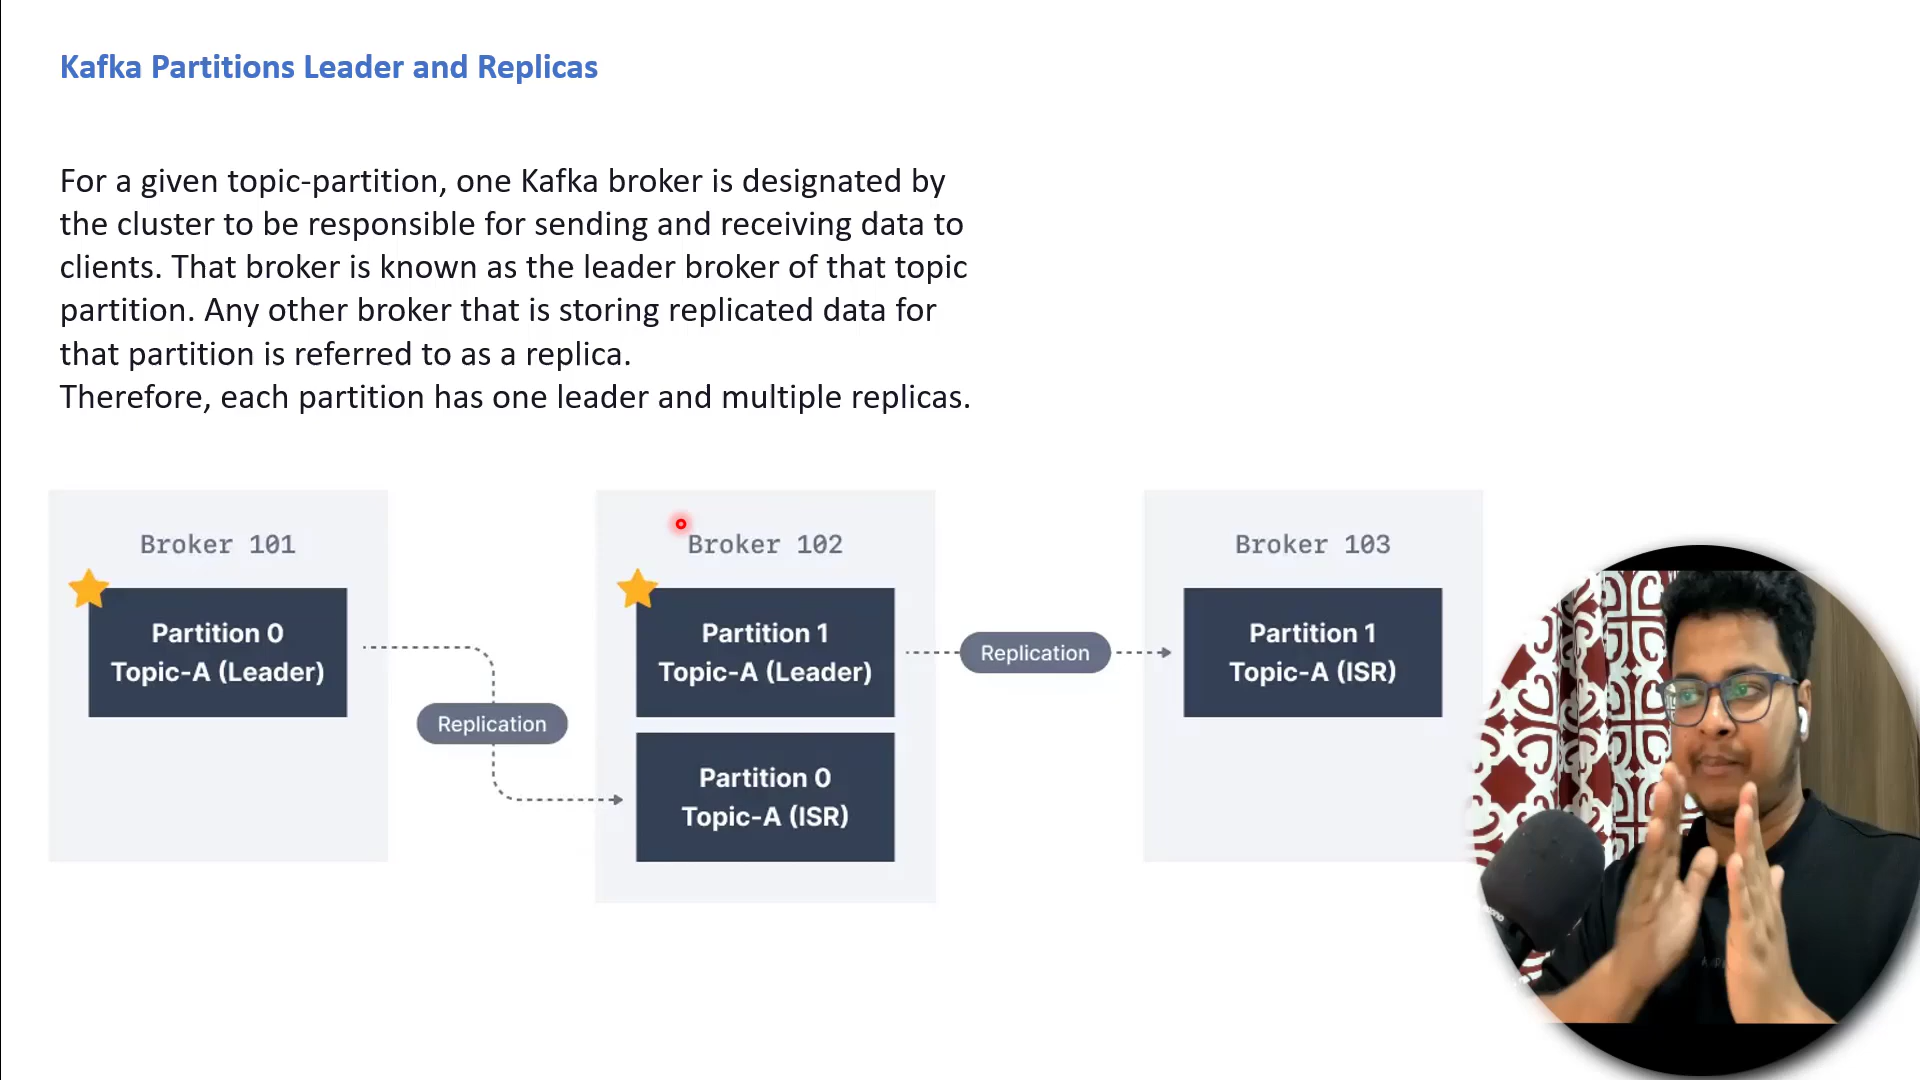 Kafka Partitions Leader and Replicas
For a given topic-partition, one Kafka broker is designated by
the cluster to be responsible for sending and receiving data to
clients. That broker is known as the leader broker of that topic
partition. Any other broker that is storing replicated data for
that partition is referred to as a replica.
Therefore, each partition has one leader and multiple replicas.
Broker 101
Partition 0
Topic-A (Leader)
Replication
Broker 102
Partition 1
Topic-A (Leader)
Partition 0
Topic-A (ISR)
Replication
Broker 103
Partition 1
Topic-A (ISR)